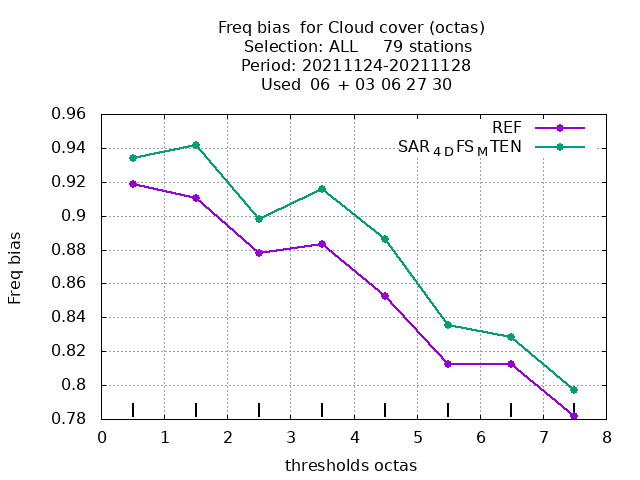 Freq bias  for Cloud cover (octas)
Selection: ALL     79 stations
Period: 20211124-20211128
Used  06  + 03 06 27 30
0.96
0.94
0.92
0.9
0.88
0.86
0.84
0.82
0.8
0.78
Freq bias
REF
SAR4DFSMTEN
0 1 2 3 4 5 6 7 8
thresholds octas